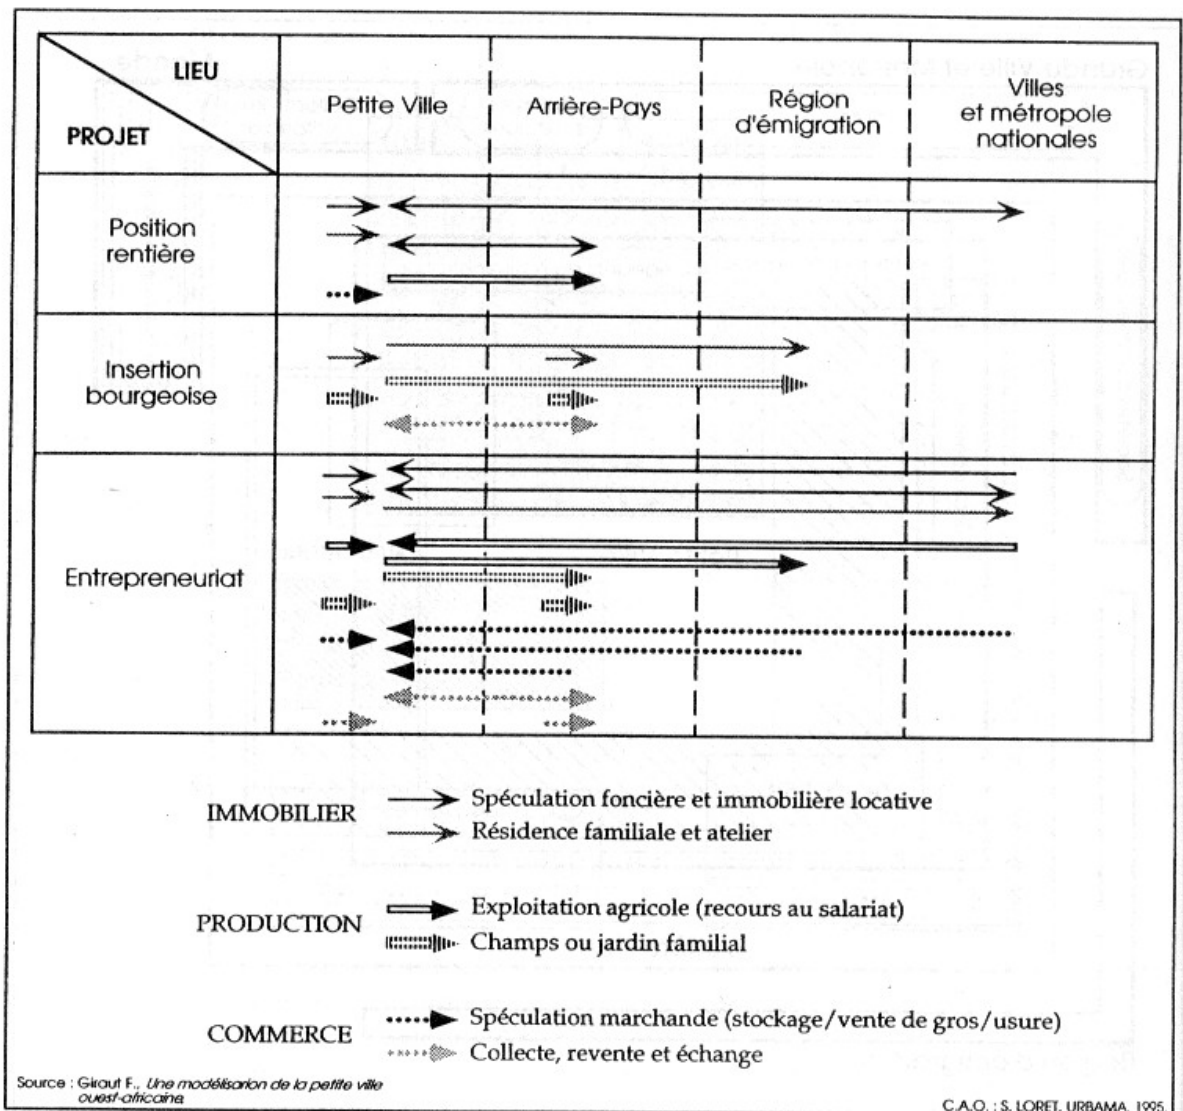 LIEU
PROJET
Petite Ville
Arrière-Pays
Région
d'émigration
Villes
et métropole
nationales
Position
rentière
Insertion
bourgeoise
Entrepreneuriat
IMMOBILIER
Spéculation foncière et immobilière locative
Résidence familiale et atelier
PRODUCTION
Exploitation agricole (recours au salariat)
Champs ou jardin familial
COMMERCE
Spéculation marchande (stockage/vente de gros/usure)
Collecte, revente et échange
Source : Giraut F., Une modélisarion de la petite ville
ouest-africaine
C.A.O. : S. LORET, URBAMA, 1995.